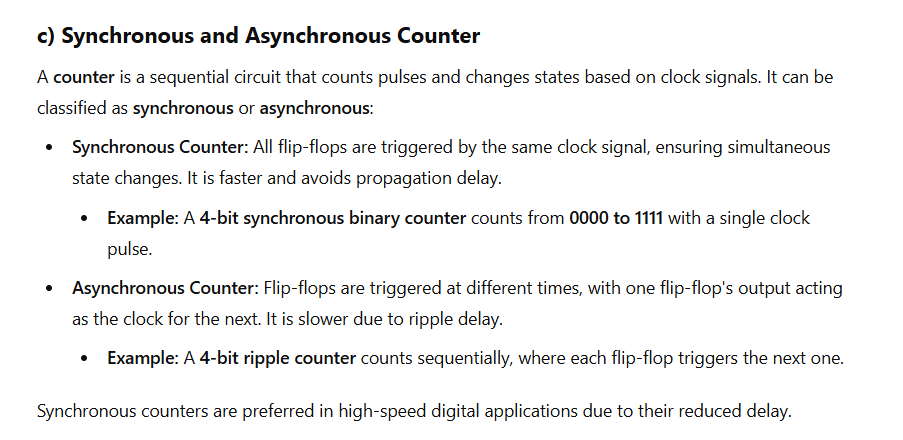 c) Synchronous and Asynchronous Counter
A counter is a sequential circuit that counts pulses and changes states based on clock signals. It can be
classified as synchronous or asynchronous:
• Synchronous Counter: All flip-flops are triggered by the same clock signal, ensuring simultaneous
state changes. It is faster and avoids propagation delay.
• Example: A 4-bit synchronous binary counter counts from 0000 to 1111 with a single clock
pulse.
• Asynchronous Counter: Flip-flops are triggered at different times, with one flip-flop's output acting
as the clock for the next. It is slower due to ripple delay.
• Example: A 4-bit ripple counter counts sequentially, where each flip-flop triggers the next one.
Synchronous counters are preferred in high-speed digital applications due to their reduced delay.